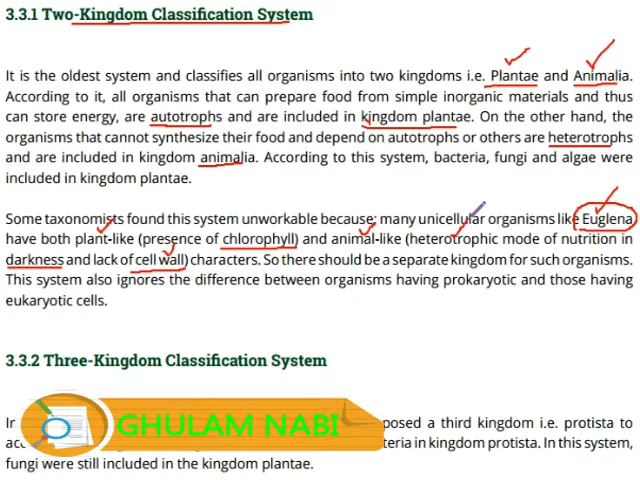 3.3.1 Two-Kingdom Classification System
It is the oldest system and classifies all organisms into two kingdoms i.e. Plantae and Animalia.
According to it, all organisms that can prepare food from simple inorganic materials and thus
can store energy, are autotrophs and are included in kingdom plantae. On the other hand, the
organisms that cannot synthesize their food and depend on autotrophs or others are heterotrophs
and are included in kingdom animalia. According to this system, bacteria, fungi and algae were
included in kingdom plantae.
Some taxonomists found this system unworkable because; many unicellular organisms like Euglena
have both plant-like (presence of chlorophyll) and animal-like (heterotrophic mode of nutrition in
darkness and lack of cell wall) characters. So there should be a separate kingdom for such organisms.
This system also ignores the difference between organisms having prokaryotic and those having
eukaryotic cells.
3.3.2 Three-Kingdom Classification System
In posed a third kingdom i.e. protista to
GHULAM NABI
teria in kingdom protista. In this system,
fungi were still included in the kingdom plantae.